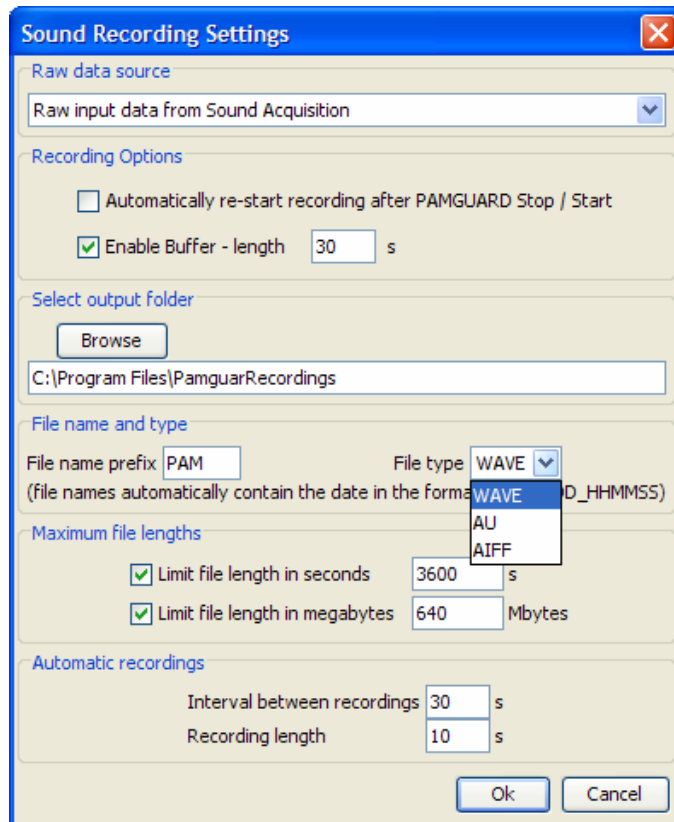 Sound Recording Settings
Raw data source
Raw input data from Sound Acquisition
Recording Options
Automatically re-start recording after PAMGUARD Stop / Start
Enable Buffer - length 30 s
Select output folder
Browse
C:\Program Files\PamguarRecordings
File name and type
File name prefix PAM File type WAVE
(file names automatically contain the date in the forma D_HHMMSS)
WAVE
AU
AIFF
Maximum file lengths
Limit file length in seconds 3600 s
Limit file length in megabytes 640 Mbytes
Automatic recordings
Interval between recordings 30 s
Recording length 10 s
Ok Cancel